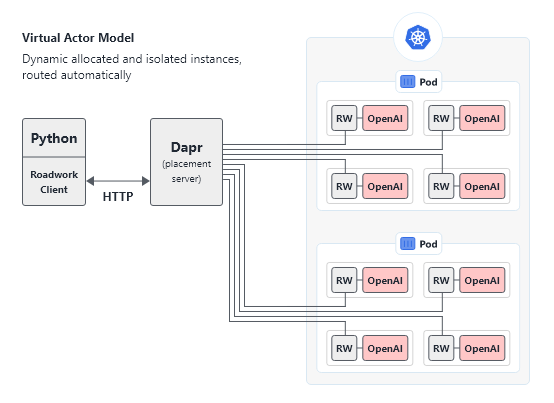 Virtual Actor Model
Dynamic allocated and isolated instances,
routed automatically
Python
Roadwork
Client
HTTP
Dapr
(placement
server)
Pod
RW OpenAI RW OpenAI
RW OpenAI RW OpenAI
Pod
RW OpenAI RW OpenAI
RW OpenAI RW OpenAI